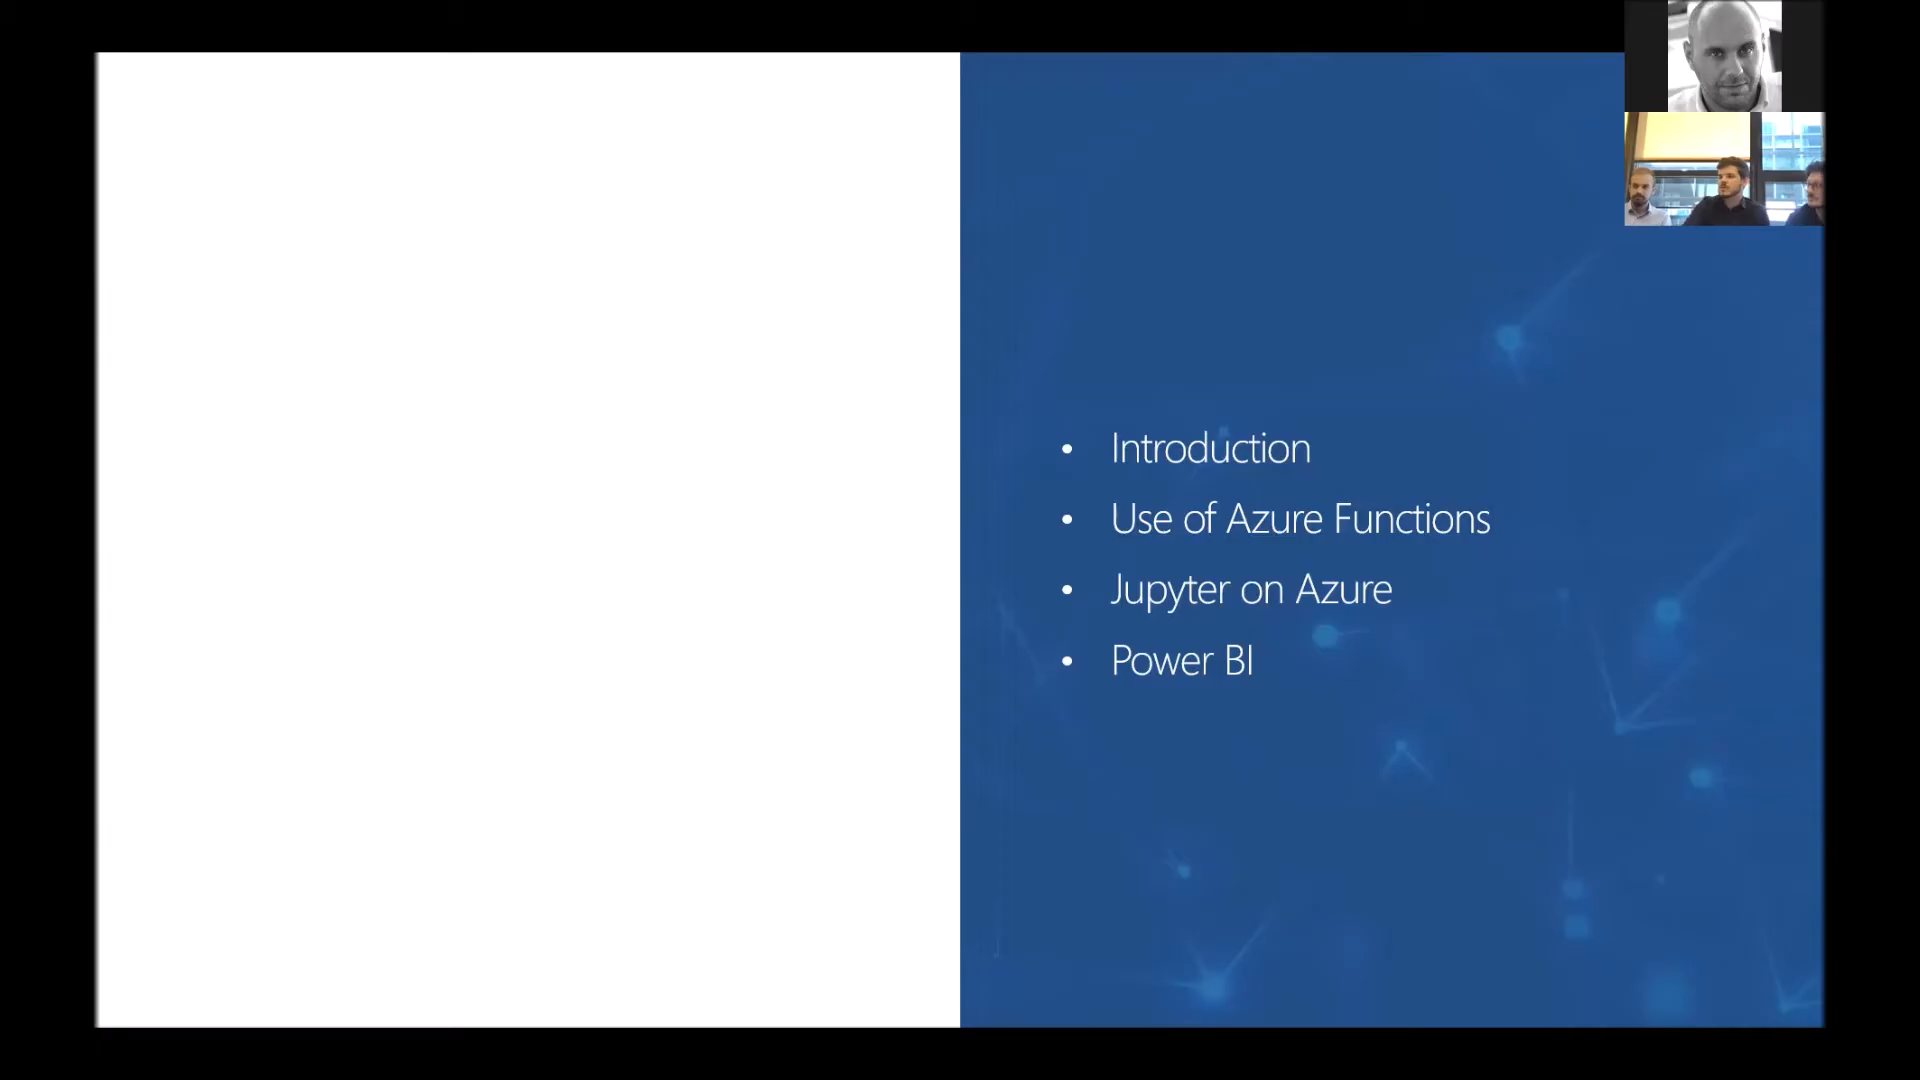 • Introduction
• Use of Azure Functions
• Jupyter on Azure
• Power BI